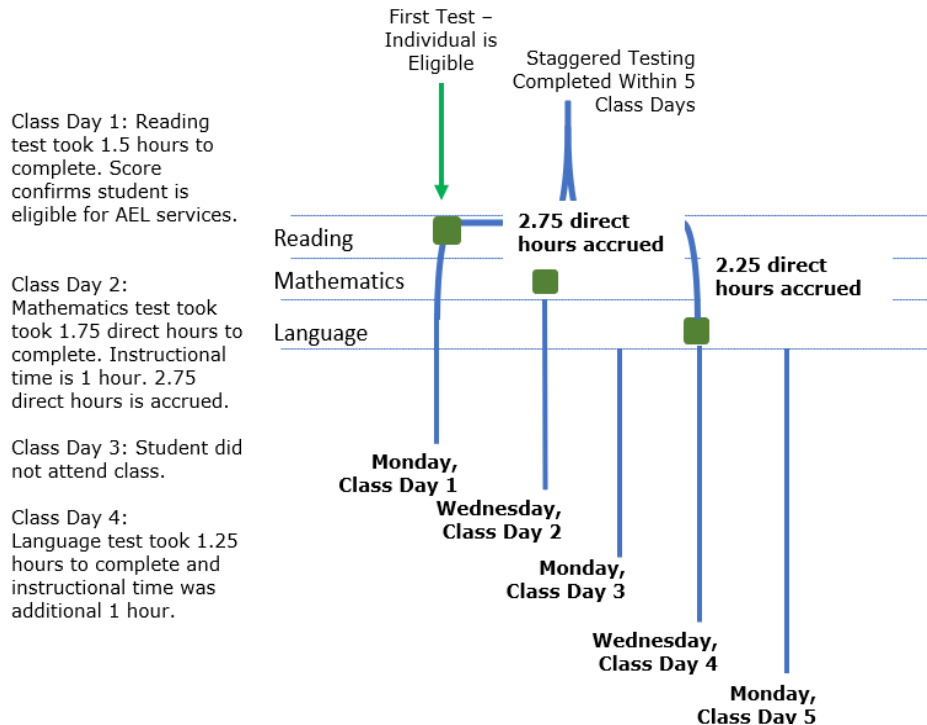 First Test –
Individual is
Eligible
Staggered Testing
Completed Within 5
Class Days
Class Day 1: Reading
test took 1.5 hours to
complete. Score
confirms student is
eligible for AEL services.
Class Day 2:
Mathematics test took
took 1.75 direct hours to
complete. Instructional
time is 1 hour. 2.75
direct hours is accrued.
Class Day 3: Student did
not attend class.
Class Day 4:
Language test took 1.25
hours to complete and
instructional time was
additional 1 hour.
Reading
Mathematics
Language
2.75 direct
hours accrued
2.25 direct
hours accrued
Monday,
Class Day 1
Wednesday,
Class Day 2
Monday,
Class Day 3
Wednesday,
Class Day 4
Monday,
Class Day 5